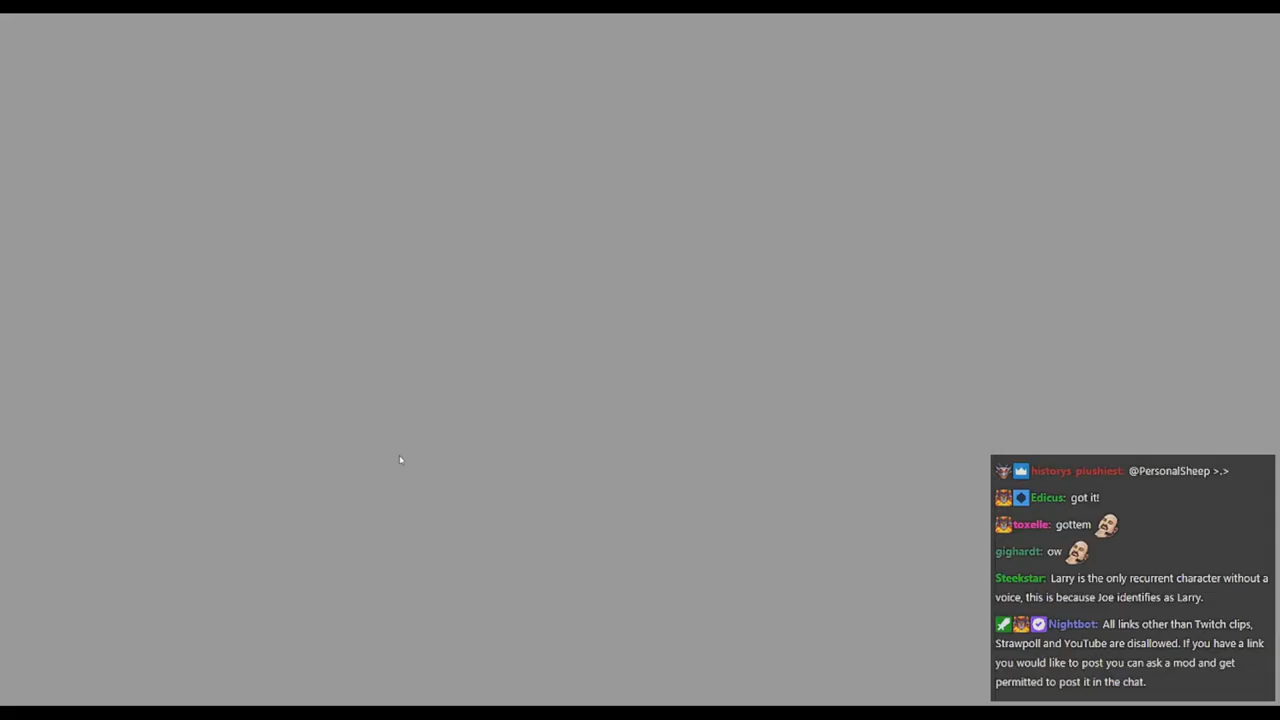 historys_plushiest: @PersonalSheep >.>
Edicus: got it!
toxelle: gottem
gighardt: ow
Steekstar: Larry is the only recurrent character without a
voice, this is because Joe identifies as Larry.
Nightbot: All links other than Twitch clips,
Strawpoll and YouTube are disallowed. If you have a link
you would like to post you can ask a mod and get
permitted to post it in the chat.